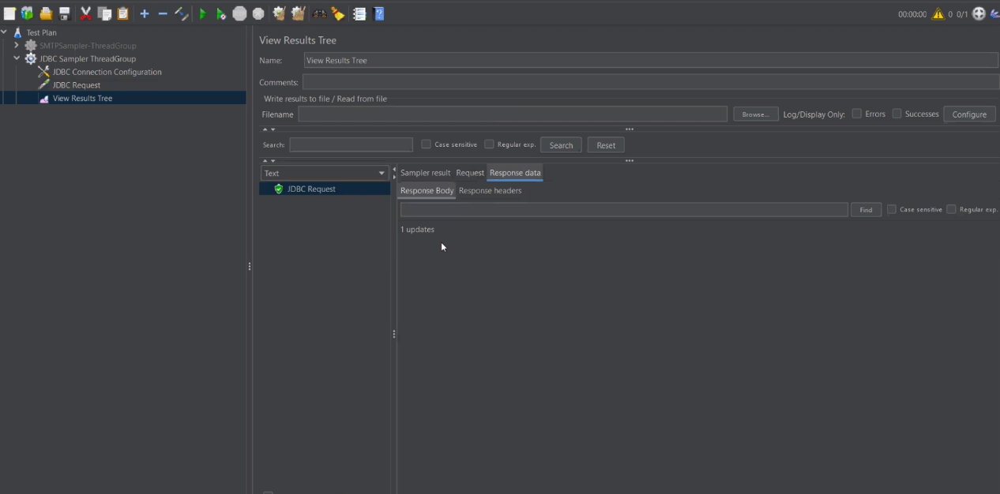 00:00:00 0 0/1
Test Plan
SMTPSampler-ThreadGroup
JDBC Sampler ThreadGroup
JDBC Connection Configuration
JDBC Request
View Results Tree
View Results Tree
Name: View Results Tree
Comments:
Write results to file / Read from file
Filename Browse... Log/Display Only: Errors Successes Configure
Search: Case sensitive Regular exp. Search Reset
Text
JDBC Request
Sampler result Request Response data
Response Body Response headers
Find Case sensitive Regular exp.
1 updates